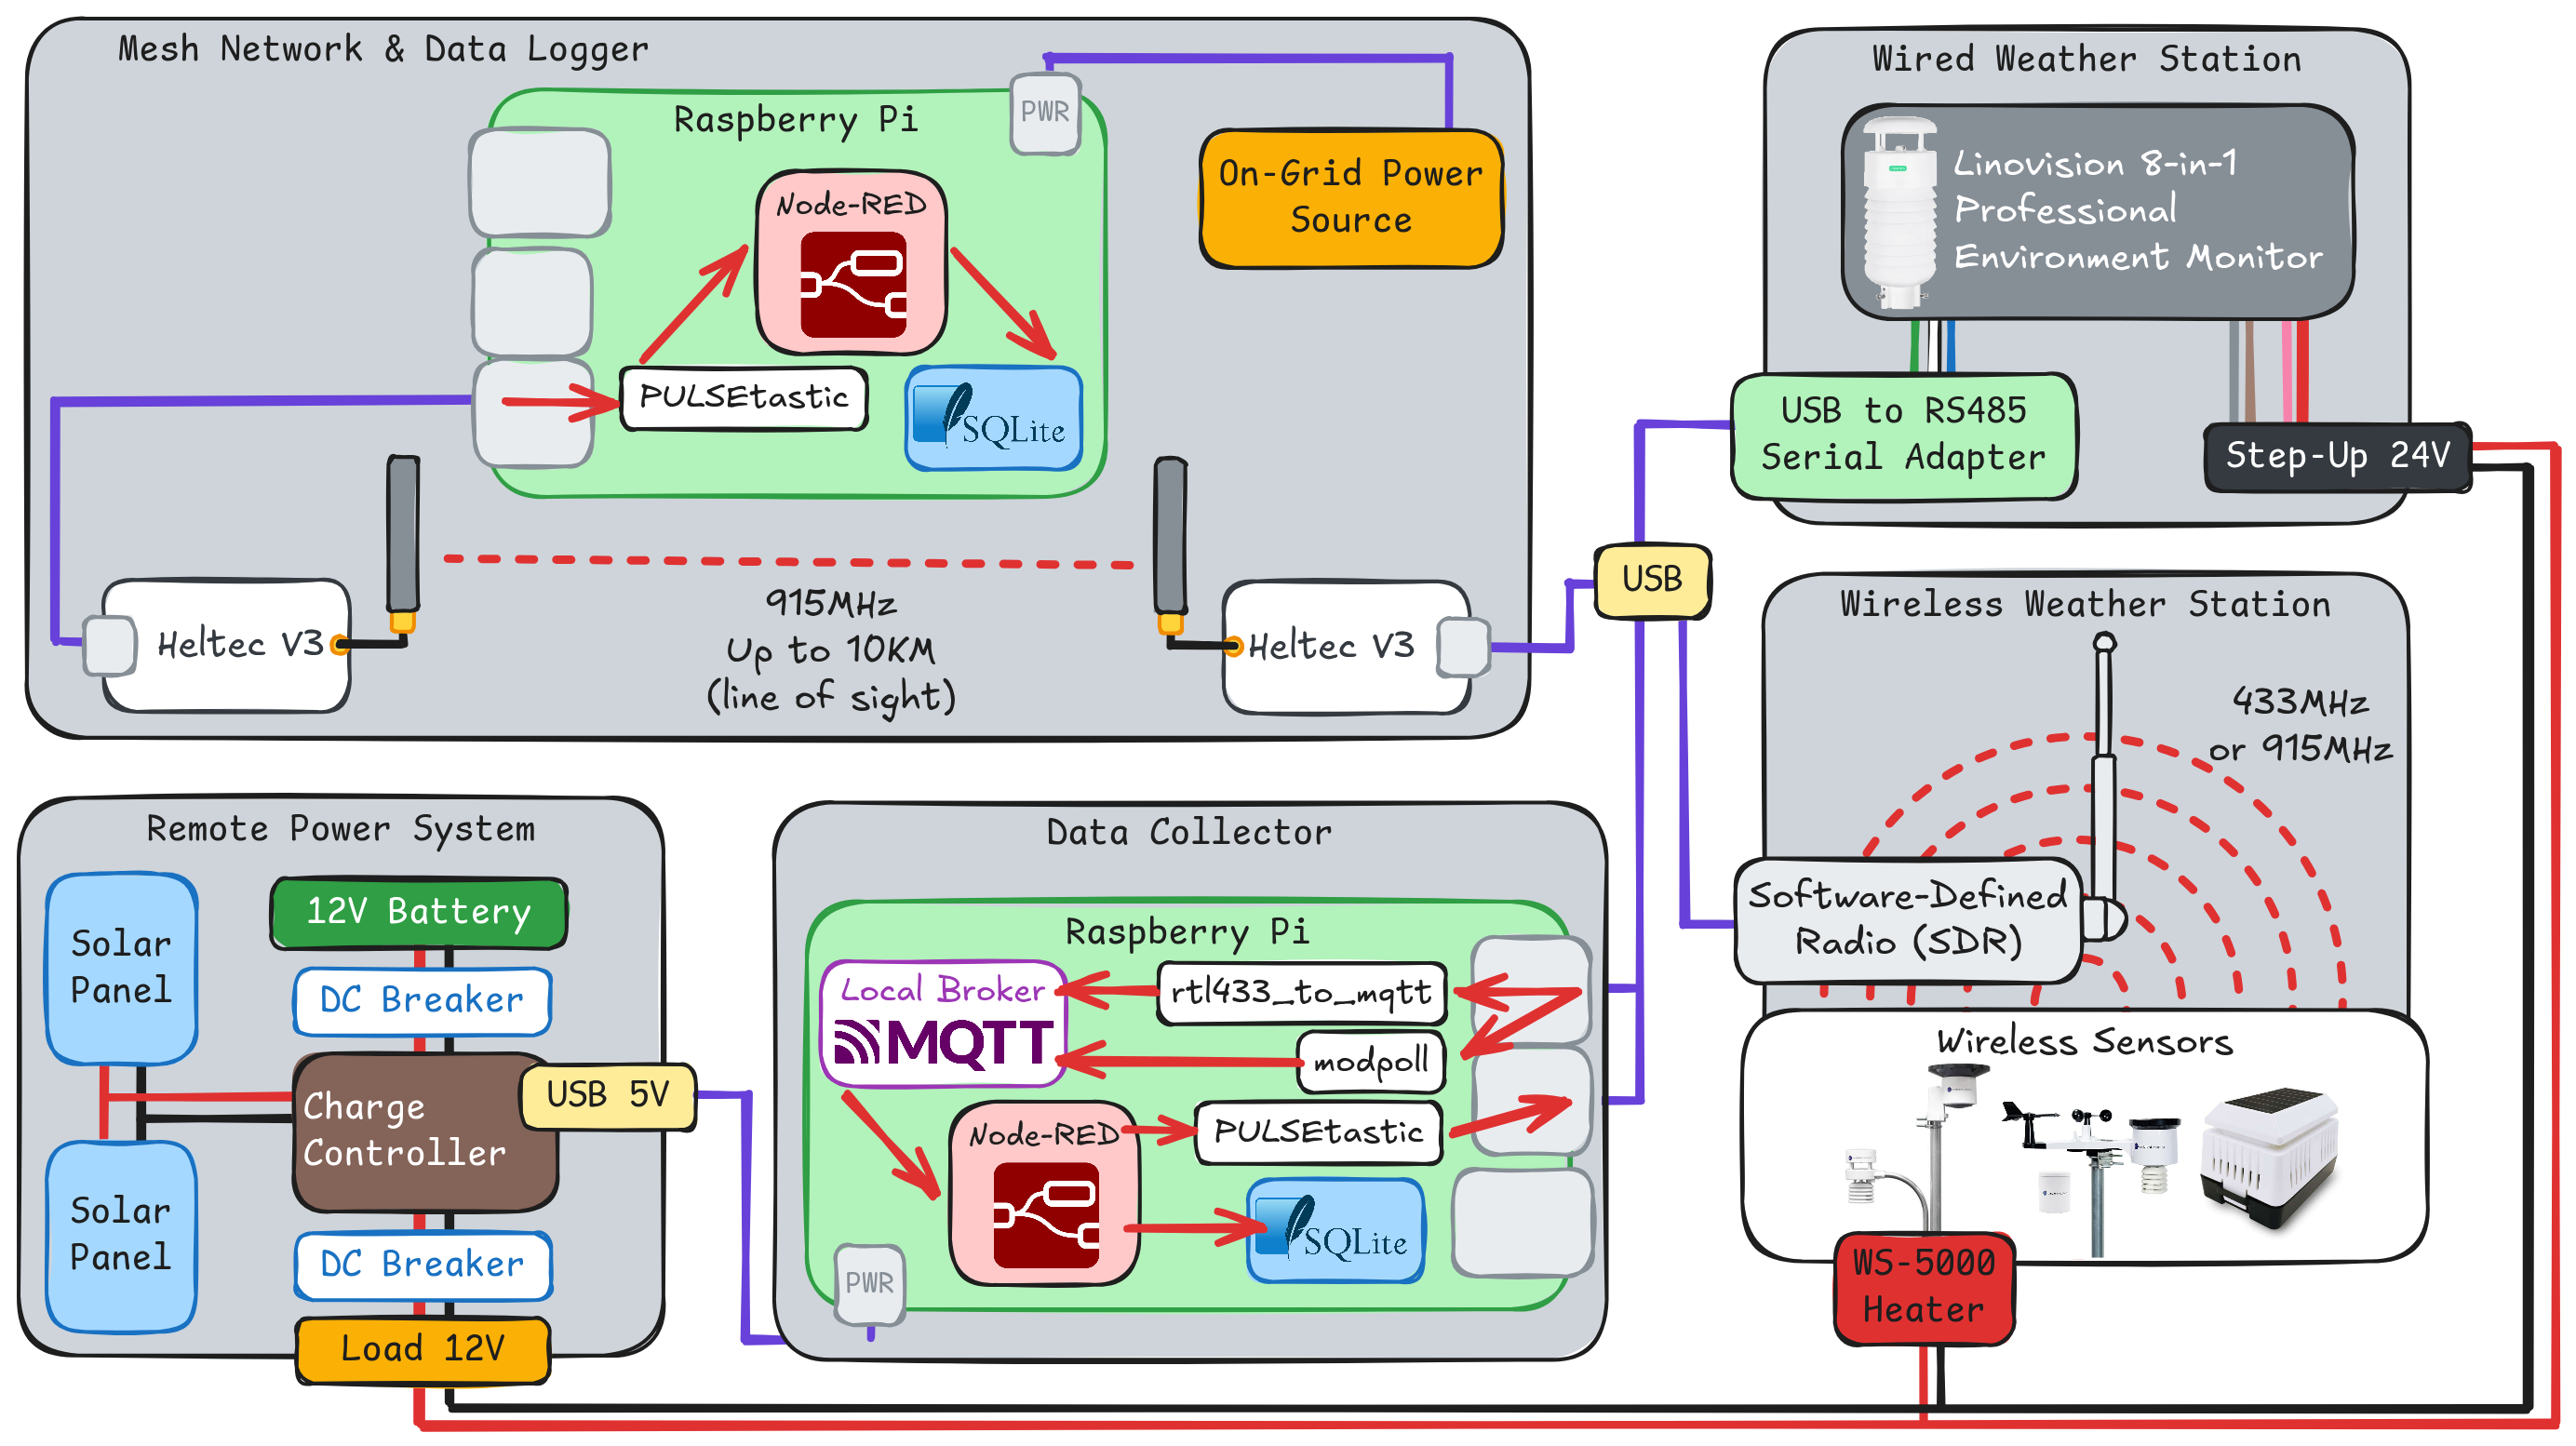 Mesh Network & Data Logger
Raspberry Pi
PWR
Node-RED
PULSEtastic
SQLite
On-Grid Power
Source
Heltec V3
915MHz
Up to 10KM
(line of sight)
Heltec V3
Wired Weather Station
Linovision 8-in-1
Professional
Environment Monitor
USB to RS485
Serial Adapter
Step-Up 24V
USB
Wireless Weather Station
433MHz
or 915MHz
Software-Defined
Radio (SDR)
Wireless Sensors
WS-5000
Heater
Remote Power System
Solar
Panel
12V Battery
DC Breaker
Charge
Controller
USB 5V
Solar
Panel
DC Breaker
Load 12V
Data Collector
Raspberry Pi
Local Broker
MQTT
rtl433_to_mqtt
modpoll
Node-RED
PULSEtastic
SQLite
PWR